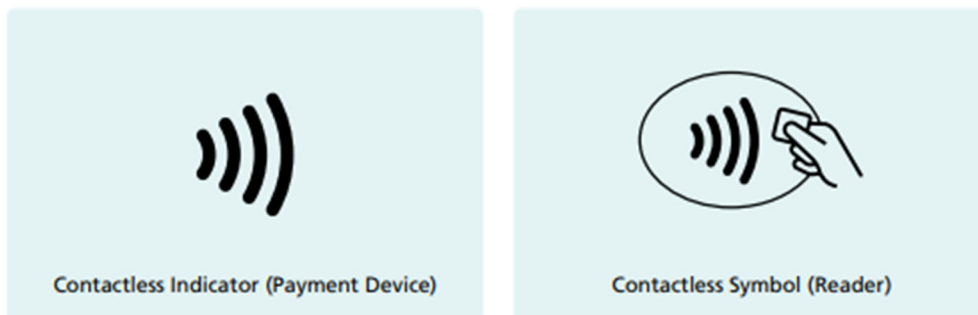 Contactless Indicator (Payment Device)
Contactless Symbol (Reader)